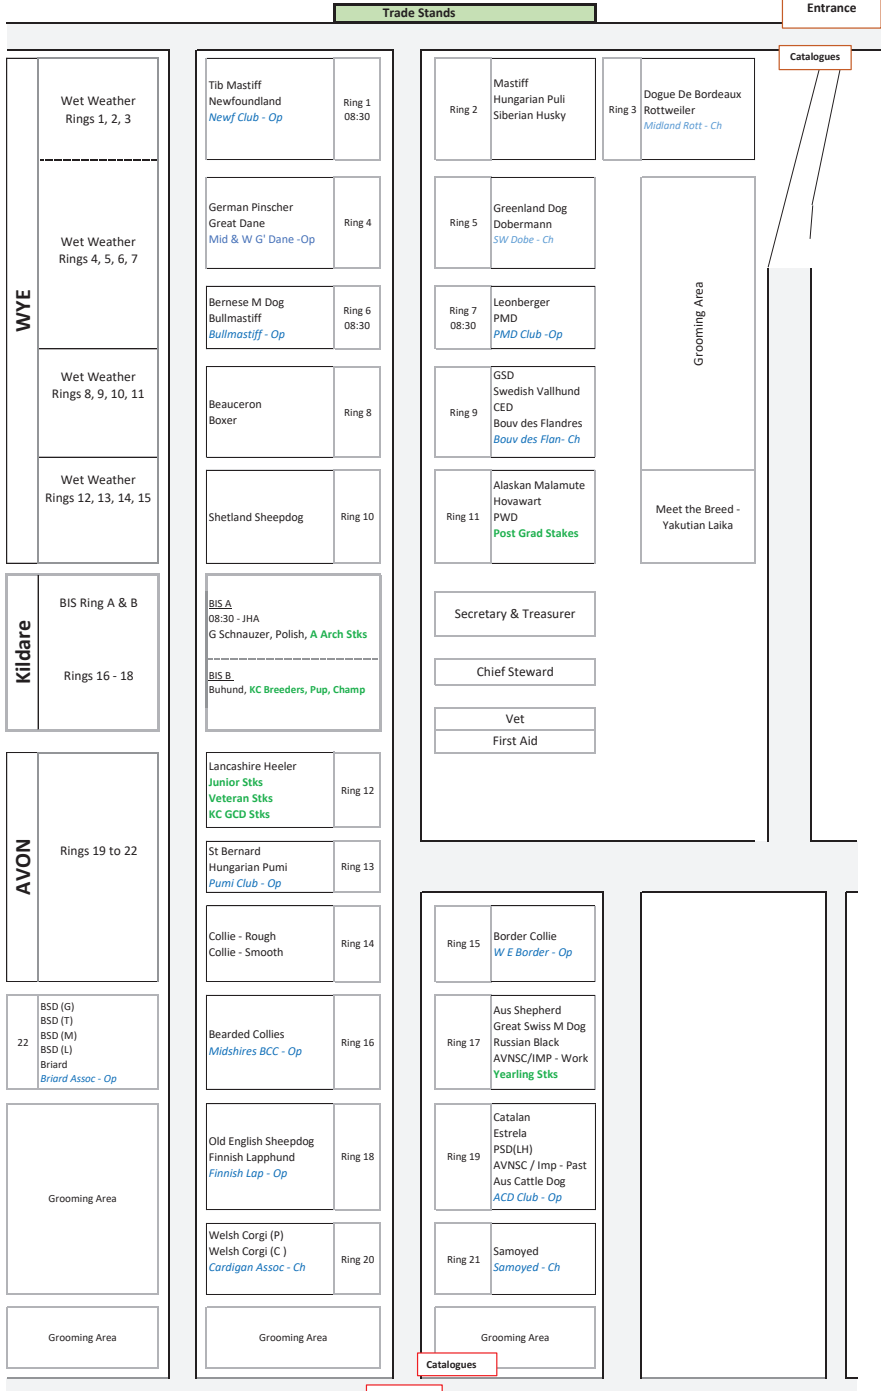 Trade Stands
Entrance
Catalogues
WYE
Wet Weather
Rings 1, 2, 3
Wet Weather
Rings 4, 5, 6, 7
Wet Weather
Rings 8, 9, 10, 11
Wet Weather
Rings 12, 13, 14, 15
Kildare
BIS Ring A & B
Rings 16 - 18
AVON
Rings 19 to 22
22
BSD (G)
BSD (T)
BSD (M)
BSD (L)
Briard
Briard Assoc - Op
Grooming Area
Grooming Area
Tib Mastiff
Newfoundland
Newf Club - Op
Ring 1
08:30
German Pinscher
Great Dane
Mid & W G' Dane -Op
Ring 4
Bernese M Dog
Bullmastiff
Bullmastiff - Op
Ring 6
08:30
Beauceron
Boxer
Ring 8
Shetland Sheepdog
Ring 10
BIS A
08:30 - JHA
G Schnauzer, Polish, A Arch Stks
BIS B
Buhund, KC Breeders, Pup, Champ
Lancashire Heeler
Junior Stks
Veteran Stks
KC GCD Stks
Ring 12
St Bernard
Hungarian Pumi
Pumi Club - Op
Ring 13
Collie - Rough
Collie - Smooth
Ring 14
Bearded Collies
Midshires BCC - Op
Ring 16
Old English Sheepdog
Finnish Lapphund
Finnish Lap - Op
Ring 18
Welsh Corgi (P)
Welsh Corgi (C )
Cardigan Assoc - Ch
Ring 20
Grooming Area
Ring 2
Mastiff
Hungarian Puli
Siberian Husky
Ring 3
Dogue De Bordeaux
Rottweiler
Midland Rott - Ch
Ring 5
Greenland Dog
Dobermann
SW Dobe - Ch
Ring 7
08:30
Leonberger
PMD
PMD Club -Op
Ring 9
GSD
Swedish Vallhund
CED
Bouv des Flandres
Bouv des Flan- Ch
Ring 11
Alaskan Malamute
Hovawart
PWD
Post Grad Stakes
Grooming Area
Meet the Breed -
Yakutian Laika
Secretary & Treasurer
Chief Steward
Vet
First Aid
Ring 15
Border Collie
W E Border - Op
Ring 17
Aus Shepherd
Great Swiss M Dog
Russian Black
AVNSC/IMP - Work
Yearling Stks
Ring 19
Catalan
Estrela
PSD(LH)
AVNSC / Imp - Past
Aus Cattle Dog
ACD Club - Op
Ring 21
Samoyed
Samoyed - Ch
Grooming Area
Catalogues